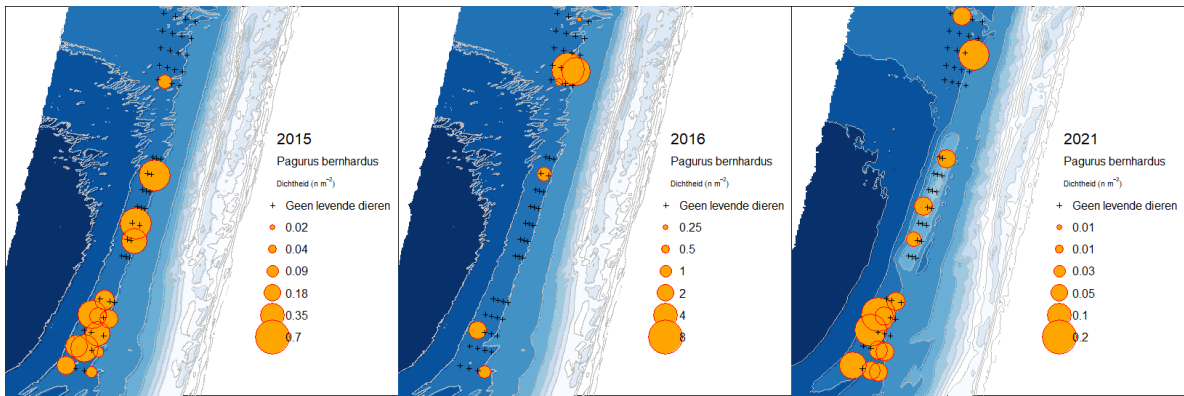 2015
Pagurus bernhardus
Dichtheid (n m⁻²)
Geen levende dieren
0.02
0.04
0.09
0.18
0.35
0.7
2016
Pagurus bernhardus
Dichtheid (n m⁻²)
Geen levende dieren
0.25
0.5
1
2
4
8
2021
Pagurus bernhardus
Dichtheid (n m⁻²)
Geen levende dieren
0.01
0.01
0.03
0.05
0.1
0.2